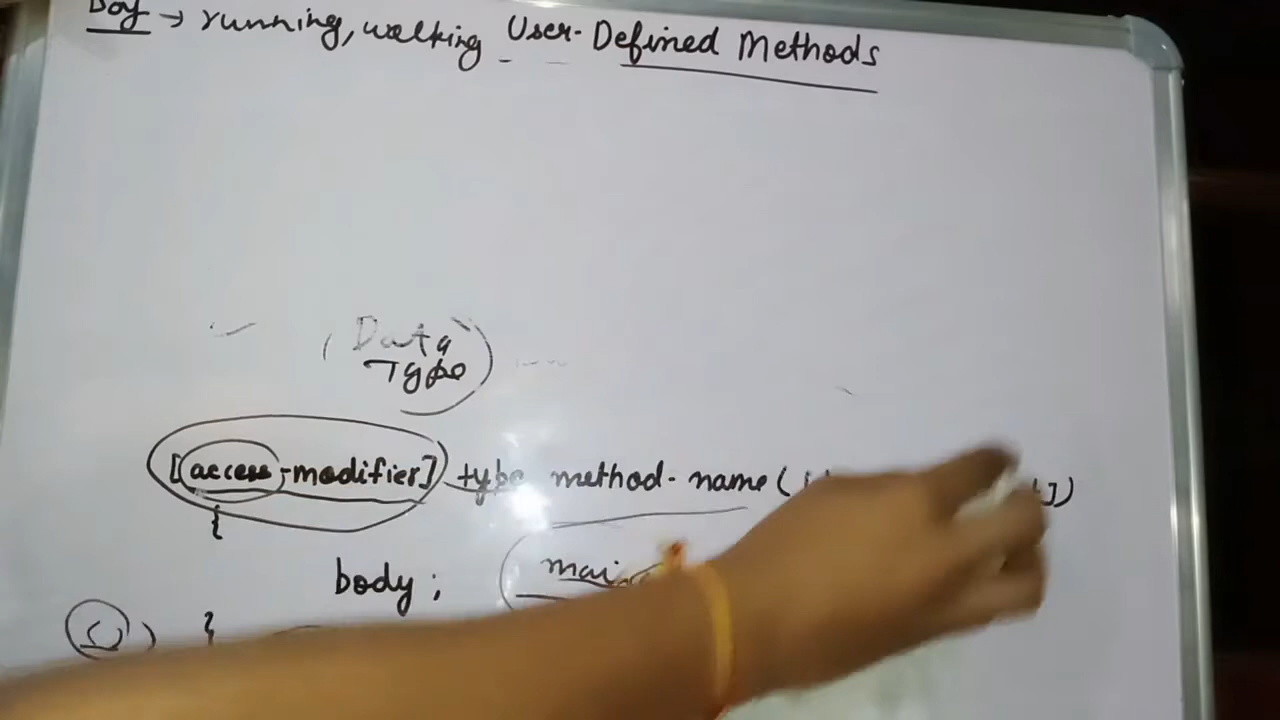 Boy → running, walking User-Defined Methods
(Data
Type)
[access-modifier] type method-name(
{
body;